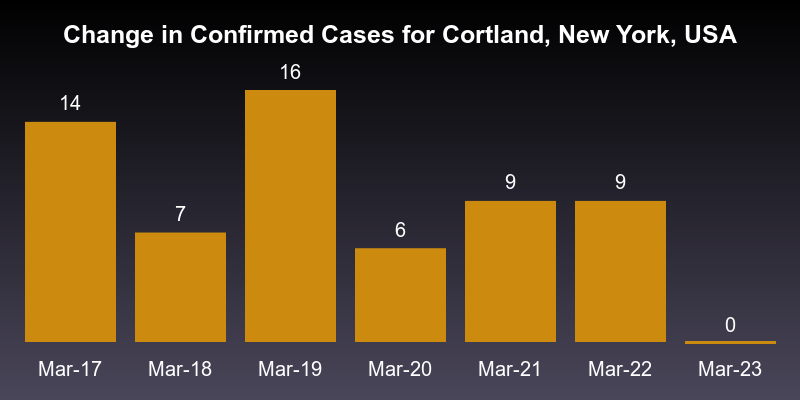 Change in Confirmed Cases for Cortland, New York, USA
14
7
16
6
9
9
0
Mar-17
Mar-18
Mar-19
Mar-20
Mar-21
Mar-22
Mar-23